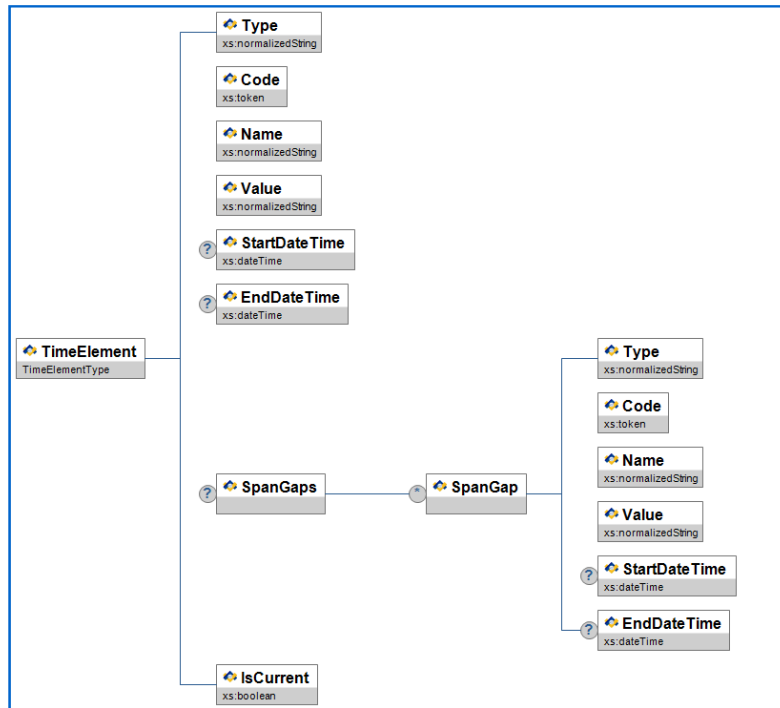 Type
xs:normalizedString
Code
xs:token
Name
xs:normalizedString
Value
xs:normalizedString
?
StartDateTime
xs:dateTime
?
EndDateTime
xs:dateTime
TimeElement
TimeElementType
?
SpanGaps
*
SpanGap
Type
xs:normalizedString
Code
xs:token
Name
xs:normalizedString
Value
xs:normalizedString
?
StartDateTime
xs:dateTime
?
EndDateTime
xs:dateTime
IsCurrent
xs:boolean